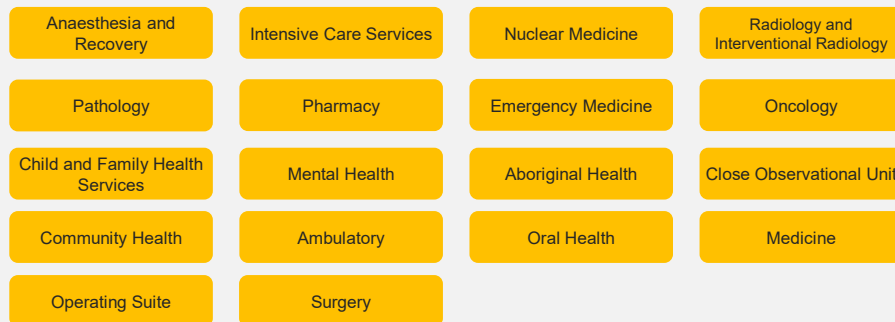 Anaesthesia and
Recovery
Intensive Care Services
Nuclear Medicine
Radiology and
Interventional Radiology
Pathology
Pharmacy
Emergency Medicine
Oncology
Child and Family Health
Services
Mental Health
Aboriginal Health
Close Observational Unit
Community Health
Ambulatory
Oral Health
Medicine
Operating Suite
Surgery